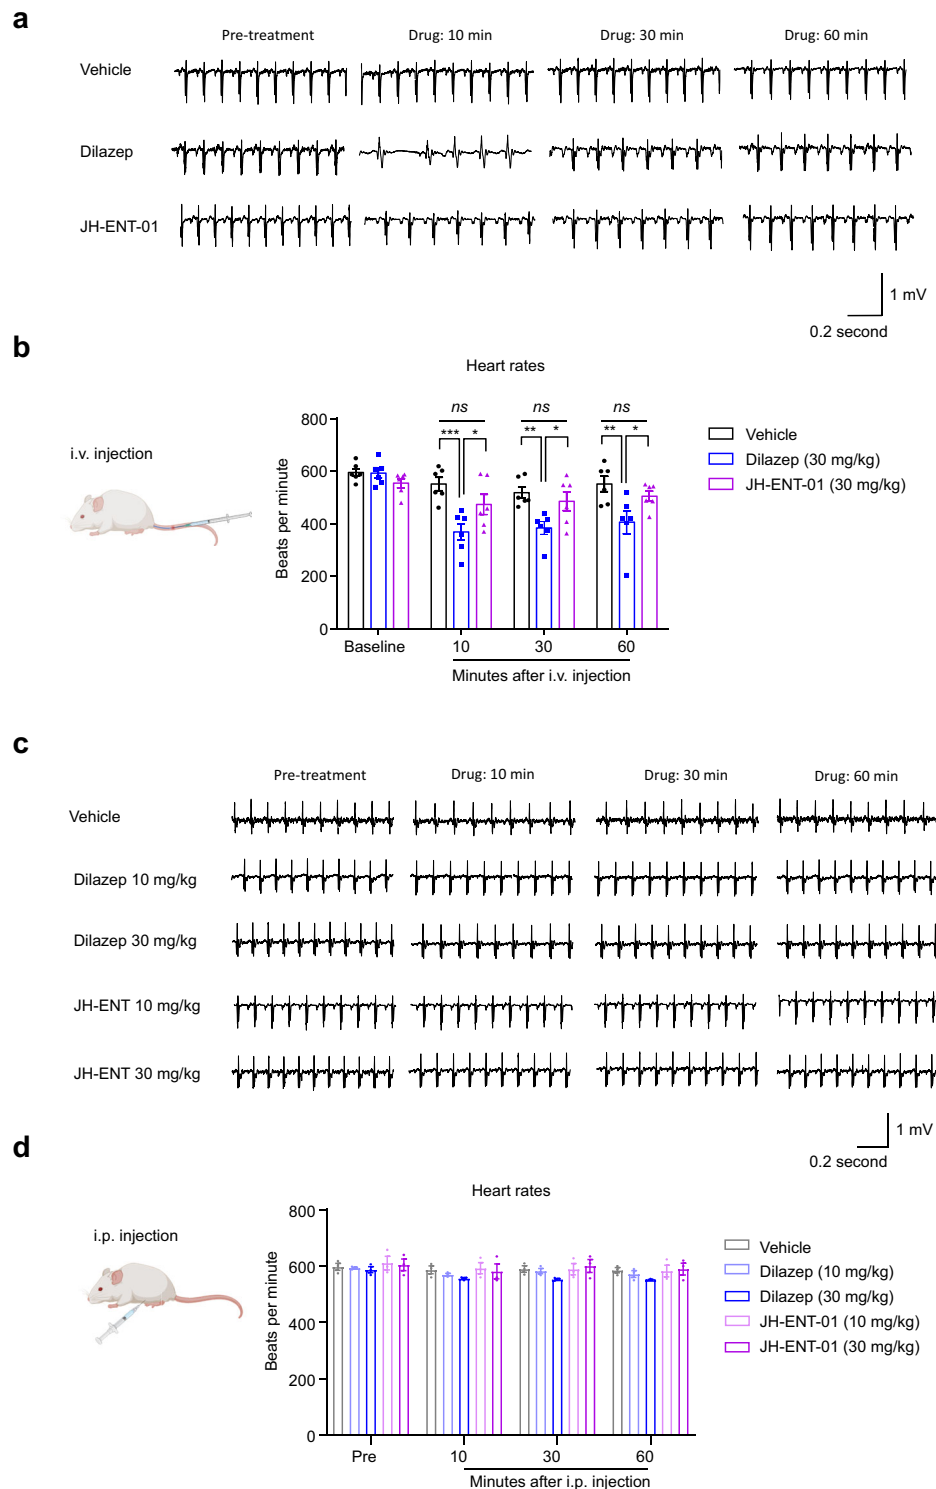 a
Pre-treatment Drug: 10 min Drug: 30 min Drug: 60 min
Vehicle
Dilazep
JH-ENT-01
1 mV
0.2 second
b
Heart rates
i.v. injection
Beats per minute
800
600
400
200
0
ns ns ns
*** * ** * ** *
Vehicle
Dilazep (30 mg/kg)
JH-ENT-01 (30 mg/kg)
Baseline 10 30 60
Minutes after i.v. injection
c
Pre-treatment Drug: 10 min Drug: 30 min Drug: 60 min
Vehicle
Dilazep 10 mg/kg
Dilazep 30 mg/kg
JH-ENT 10 mg/kg
JH-ENT 30 mg/kg
1 mV
0.2 second
d
Heart rates
i.p. injection
Beats per minute
800
600
400
200
0
Vehicle
Dilazep (10 mg/kg)
Dilazep (30 mg/kg)
JH-ENT-01 (10 mg/kg)
JH-ENT-01 (30 mg/kg)
Pre 10 30 60
Minutes after i.p. injection